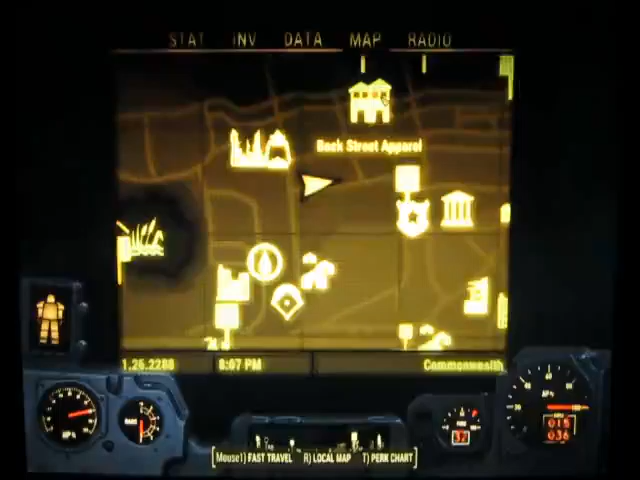 STAT INV DATA MAP RADIO
Back Street Apparel
1.26.2288 8:07 PM Commonwealth
[Mouse1] FAST TRAVEL R) LOCAL MAP T) PERK CHART